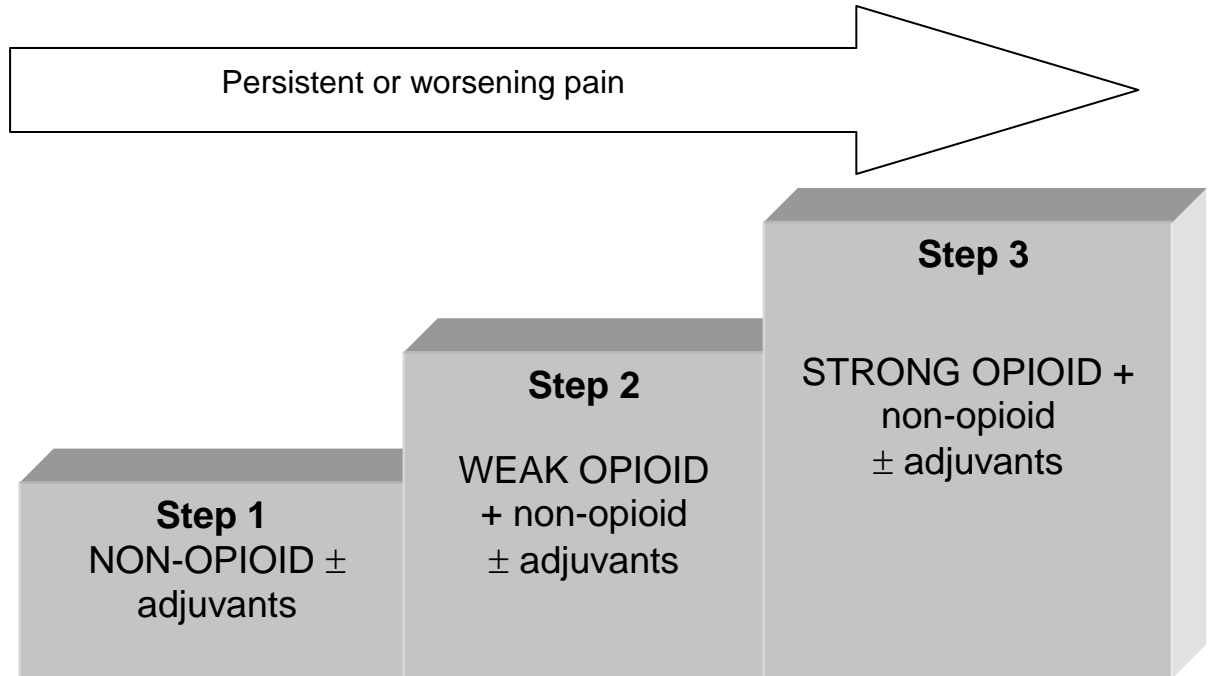 Persistent or worsening pain
Step 1
NON-OPIOID ±
adjuvants
Step 2
WEAK OPIOID
+ non-opioid
± adjuvants
Step 3
STRONG OPIOID +
non-opioid
± adjuvants